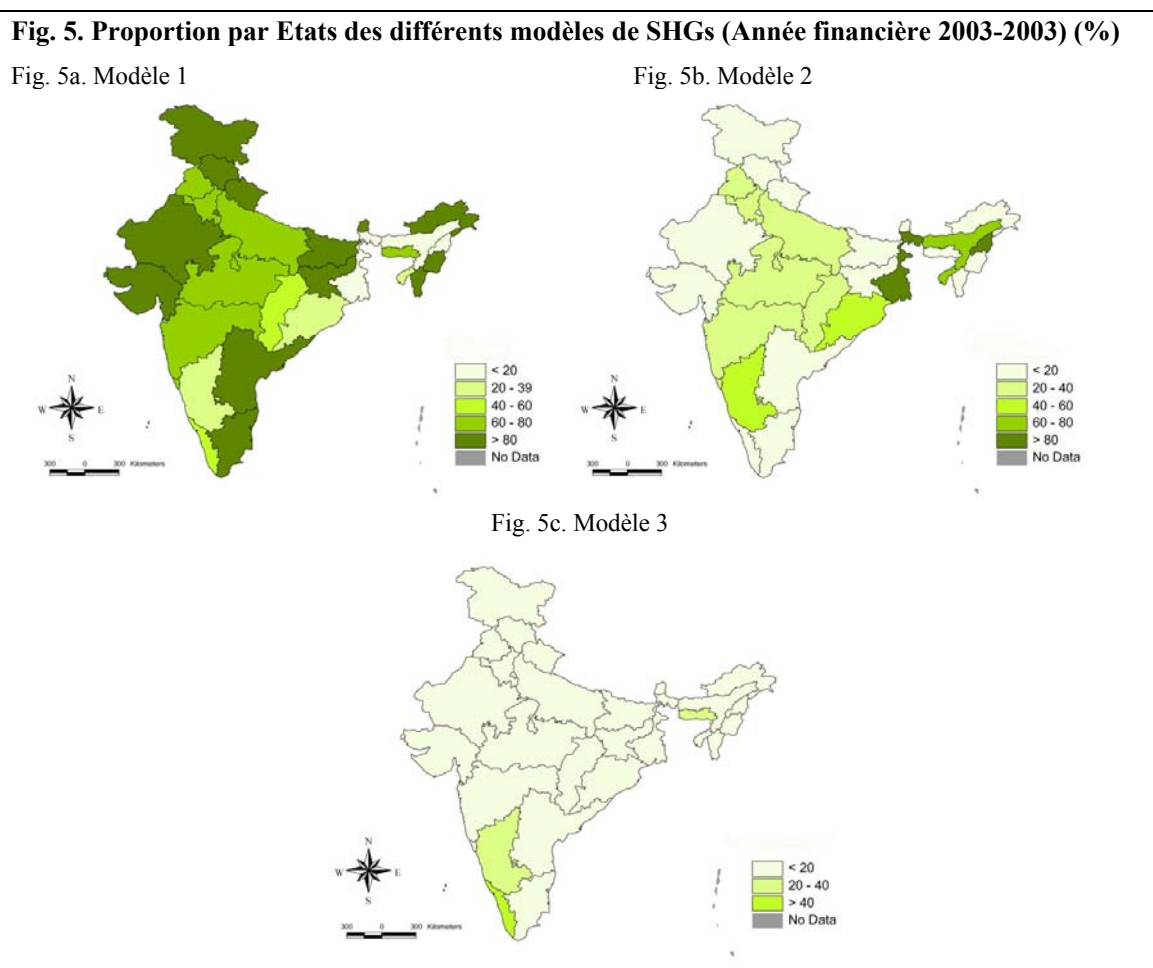 Fig. 5. Proportion par Etats des différents modèles de SHGs (Année financière 2003-2003) (%)
Fig. 5a. Modèle 1
Fig. 5b. Modèle 2
< 20
20 - 39
40 - 60
60 - 80
> 80
No Data
N
W E
S
300 0 300 Kilometers
< 20
20 - 40
40 - 60
60 - 80
> 80
No Data
N
W E
S
300 0 300 Kilometers
Fig. 5c. Modèle 3
< 20
20 - 40
> 40
No Data
N
W E
S
300 0 300 Kilometers